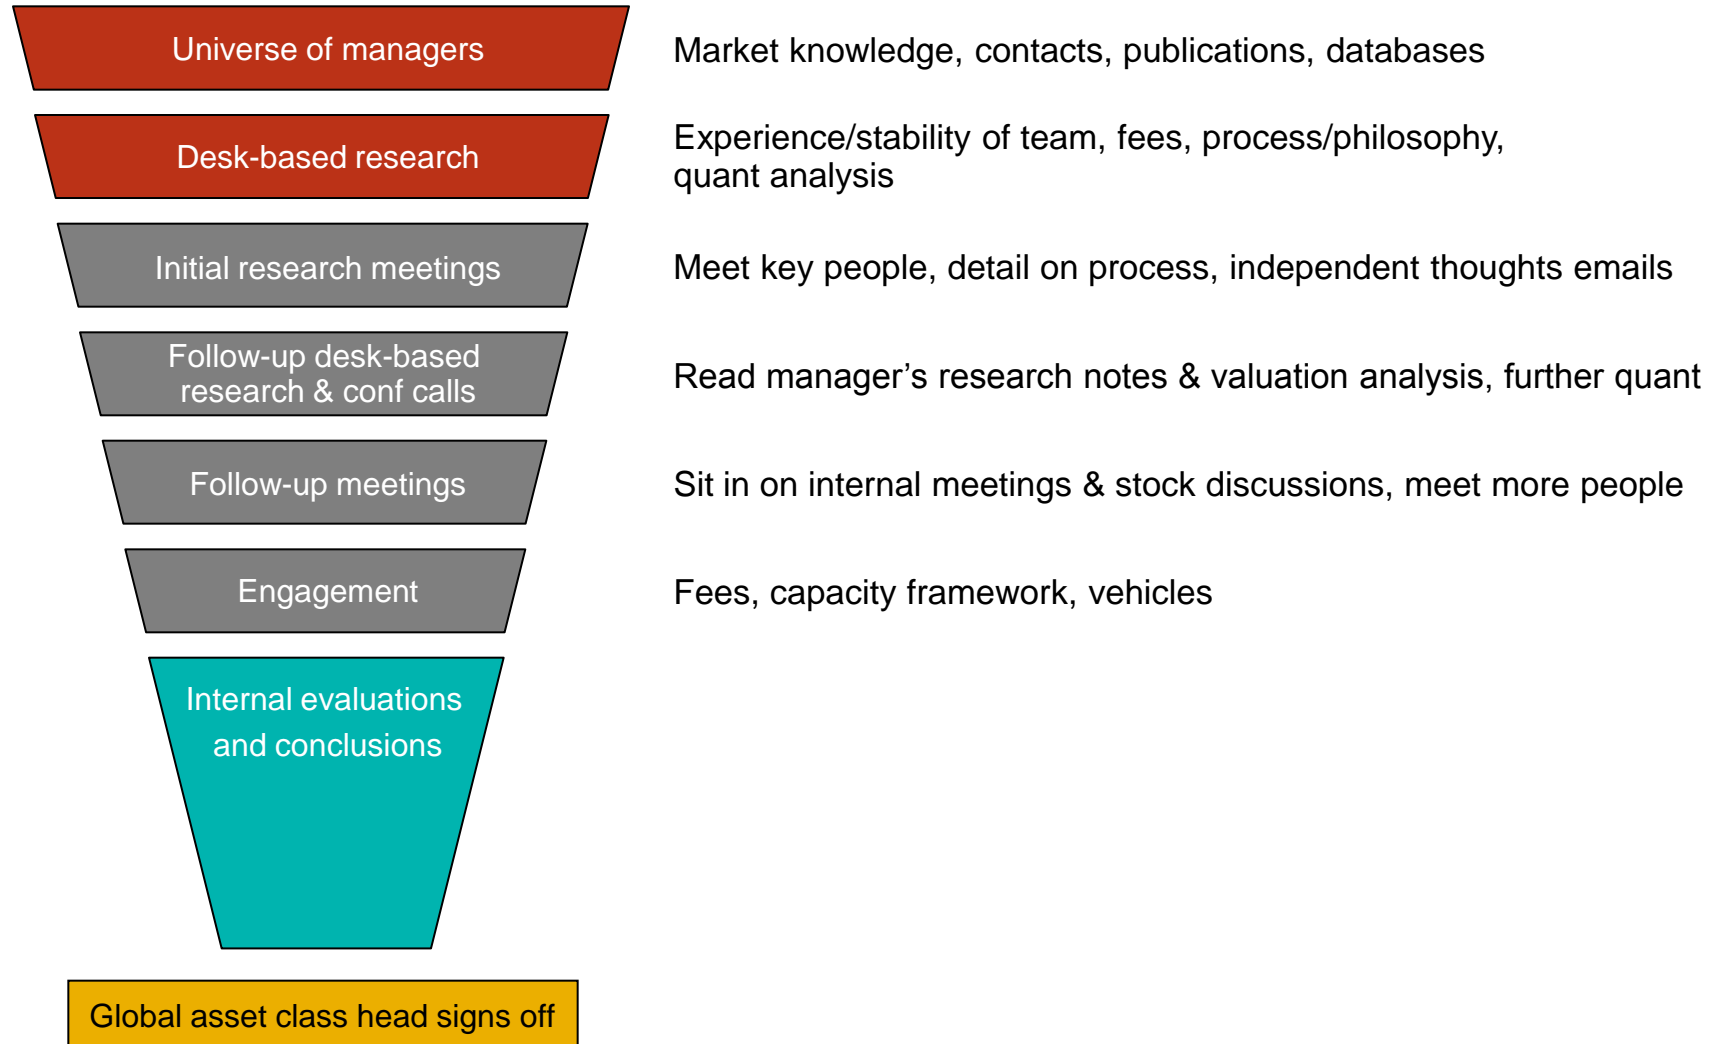 Universe of managers
Market knowledge, contacts, publications, databases
Desk-based research
Experience/stability of team, fees, process/philosophy,
quant analysis
Initial research meetings
Meet key people, detail on process, independent thoughts emails
Follow-up desk-based
research & conf calls
Read manager’s research notes & valuation analysis, further quant
Follow-up meetings
Sit in on internal meetings & stock discussions, meet more people
Engagement
Fees, capacity framework, vehicles
Internal evaluations
and conclusions
Global asset class head signs off